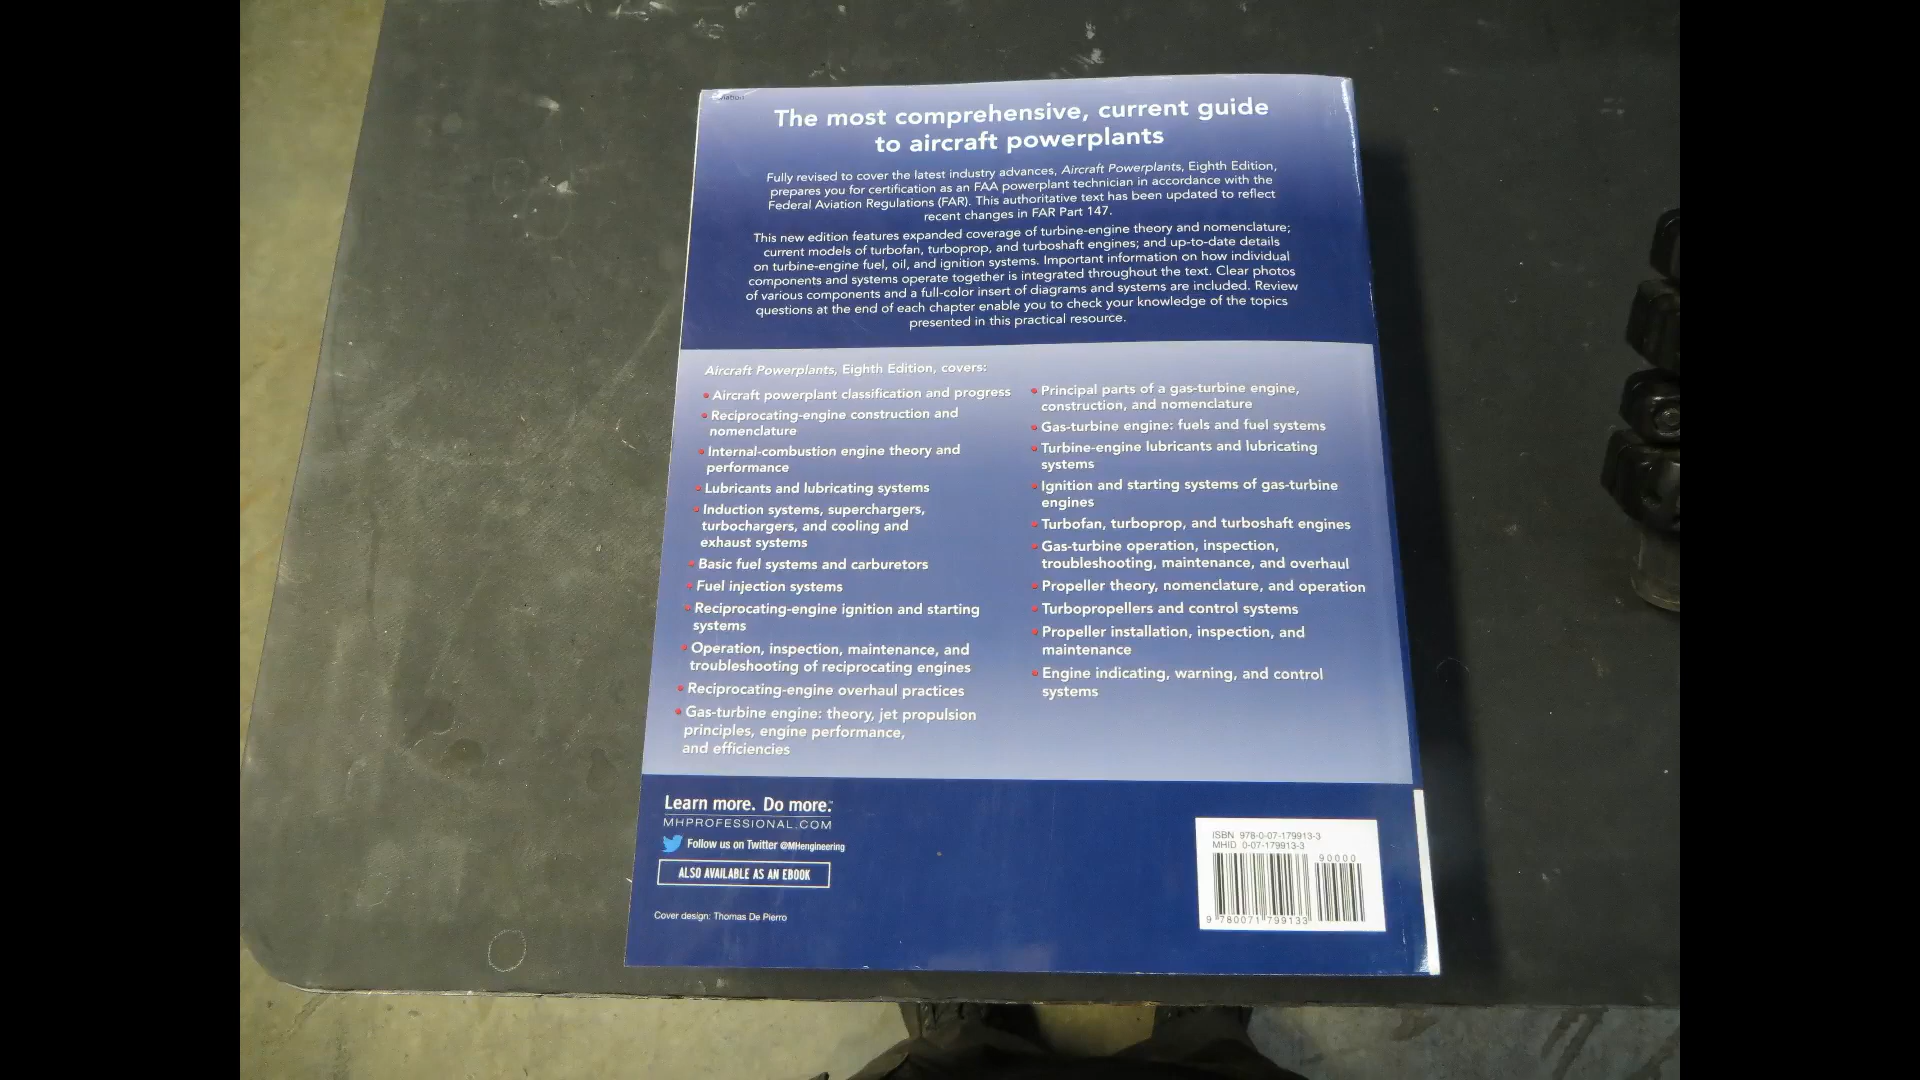 The most comprehensive, current guide
to aircraft powerplants
Fully revised to cover the latest industry advances, Aircraft Powerplants, Eighth Edition,
prepares you for certification as an FAA powerplant technician in accordance with the
Federal Aviation Regulations (FAR). This authoritative text has been updated to reflect
recent changes in FAR Part 147.
This new edition features expanded coverage of turbine-engine theory and nomenclature;
current models of turbofan, turboprop, and turboshaft engines; and up-to-date details
on turbine-engine fuel, oil, and ignition systems. Important information on how individual
components and systems operate together is integrated throughout the text. Clear photos
of various components and a full-color insert of diagrams and systems are included. Review
questions at the end of each chapter enable you to check your knowledge of the topics
presented in this practical resource.
Aircraft Powerplants, Eighth Edition, covers:
• Aircraft powerplant classification and progress
• Reciprocating-engine construction and
nomenclature
• Internal-combustion engine theory and
performance
• Lubricants and lubricating systems
• Induction systems, superchargers,
turbochargers, and cooling and
exhaust systems
• Basic fuel systems and carburetors
• Fuel injection systems
• Reciprocating-engine ignition and starting
systems
• Operation, inspection, maintenance, and
troubleshooting of reciprocating engines
• Reciprocating-engine overhaul practices
• Gas-turbine engine: theory, jet propulsion
principles, engine performance,
and efficiencies
• Principal parts of a gas-turbine engine,
construction, and nomenclature
• Gas-turbine engine: fuels and fuel systems
• Turbine-engine lubricants and lubricating
systems
• Ignition and starting systems of gas-turbine
engines
• Turbofan, turboprop, and turboshaft engines
• Gas-turbine operation, inspection,
troubleshooting, maintenance, and overhaul
• Propeller theory, nomenclature, and operation
• Turbopropellers and control systems
• Propeller installation, inspection, and
maintenance
• Engine indicating, warning, and control
systems
Learn more. Do more.™
MHPROFESSIONAL.COM
Follow us on Twitter @MHengineering
ALSO AVAILABLE AS AN EBOOK
Cover design: Thomas De Pierro
ISBN 978-0-07-179913-3
MHID 0-07-179913-3
90000
9 780071 799133